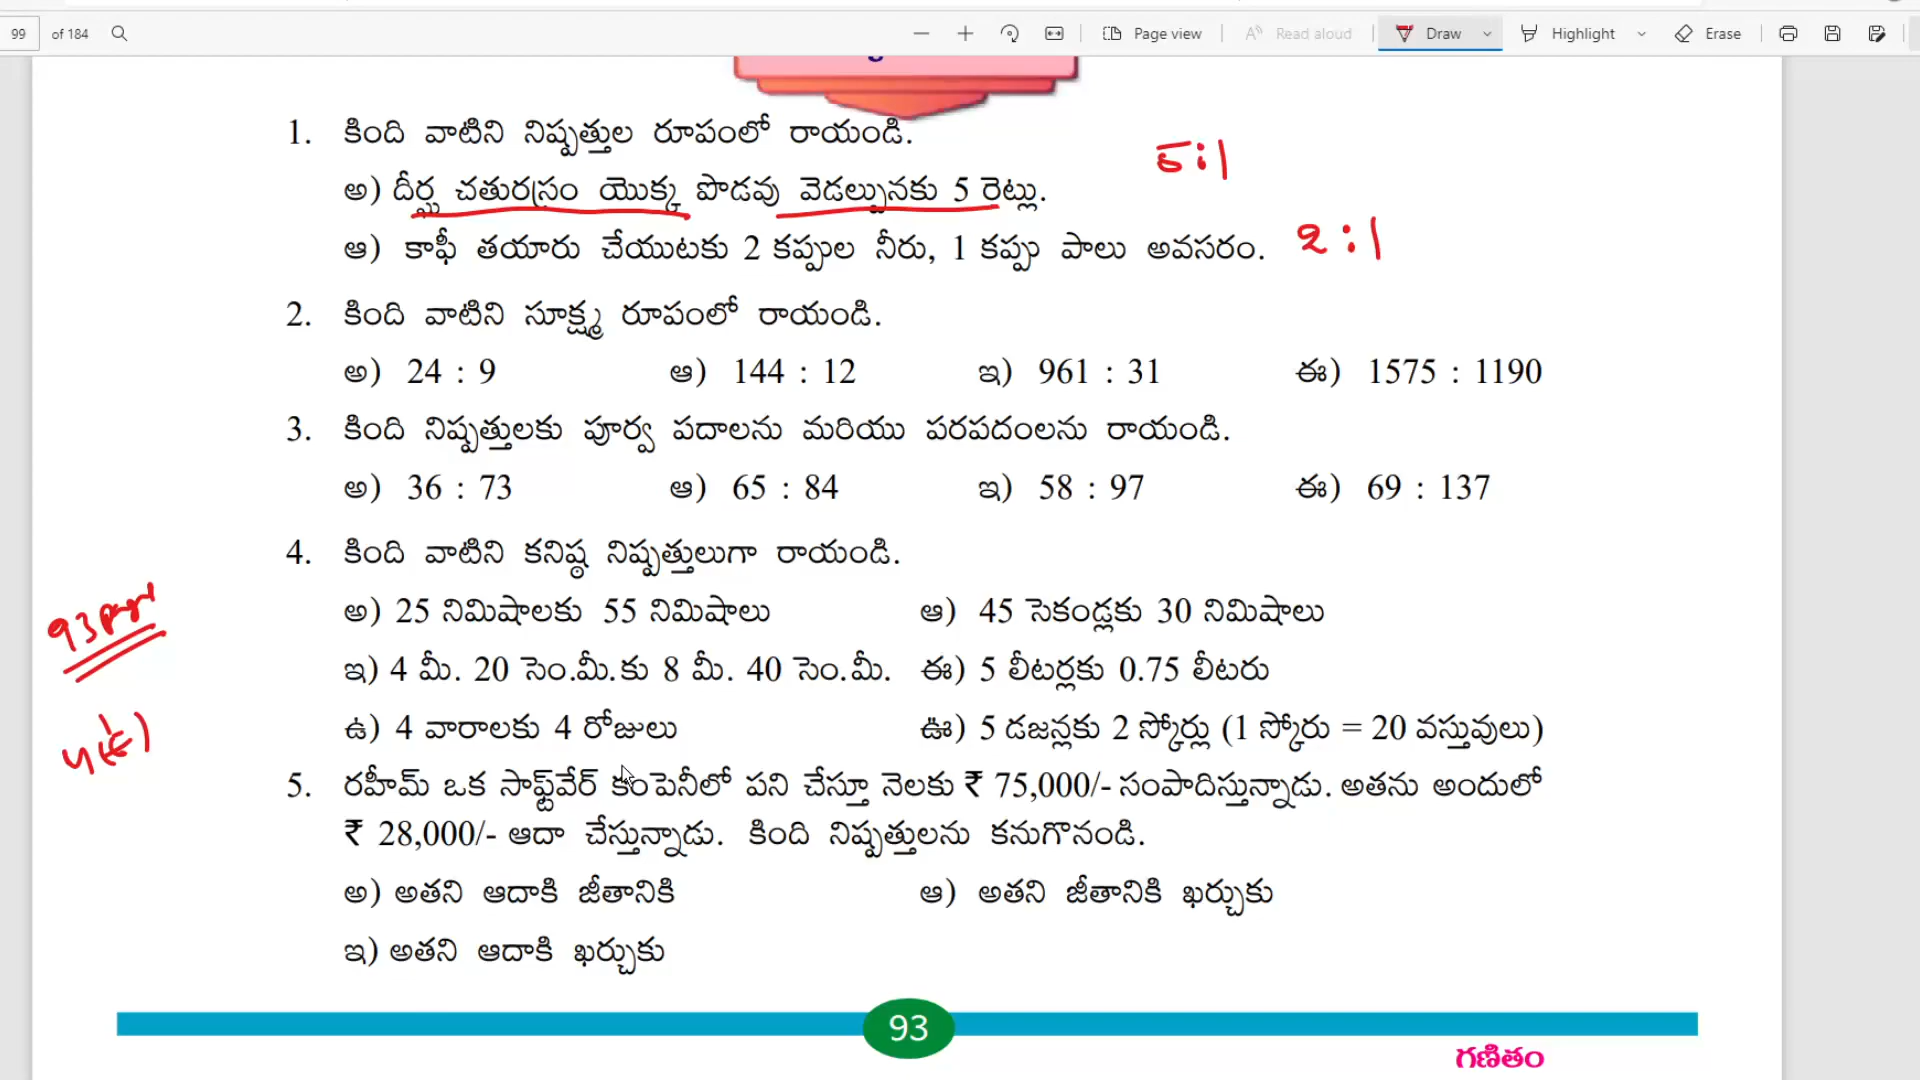 99 of 184 Page view Read aloud Draw Highlight Erase
1. కింది వాటిని నిష్పత్తుల రూపంలో రాయండి.
5:1
అ) దీర్ఘ చతురస్రం యొక్క పొడవు వెడల్పునకు 5 రెట్లు.
ఆ) కాఫీ తయారు చేయుటకు 2 కప్పుల నీరు, 1 కప్పు పాలు అవసరం. 2:1
2. కింది వాటిని సూక్ష్మ రూపంలో రాయండి.
అ) 24 : 9 ఆ) 144 : 12 ఇ) 961 : 31 ఈ) 1575 : 1190
3. కింది నిష్పత్తులకు పూర్వ పదాలను మరియు పరపదంలను రాయండి.
అ) 36 : 73 ఆ) 65 : 84 ఇ) 58 : 97 ఈ) 69 : 137
4. కింది వాటిని కనిష్ఠ నిష్పత్తులుగా రాయండి.
అ) 25 నిమిషాలకు 55 నిమిషాలు ఆ) 45 సెకండ్లకు 30 నిమిషాలు
93
ఇ) 4 మీ. 20 సెం.మీ.కు 8 మీ. 40 సెం.మీ. ఈ) 5 లీటర్లకు 0.75 లీటరు
ఉ) 4 వారాలకు 4 రోజులు ఊ) 5 డజన్లకు 2 స్కోర్లు (1 స్కోరు = 20 వస్తువులు)
5. రహీమ్ ఒక సాఫ్ట్‌వేర్ కంపెనీలో పని చేస్తూ నెలకు ₹ 75,000/- సంపాదిస్తున్నాడు. అతను అందులో
₹ 28,000/- ఆదా చేస్తున్నాడు. కింది నిష్పత్తులను కనుగొనండి.
అ) అతని ఆదాకి జీతానికి ఆ) అతని జీతానికి ఖర్చుకు
ఇ) అతని ఆదాకి ఖర్చుకు
93
గణితం